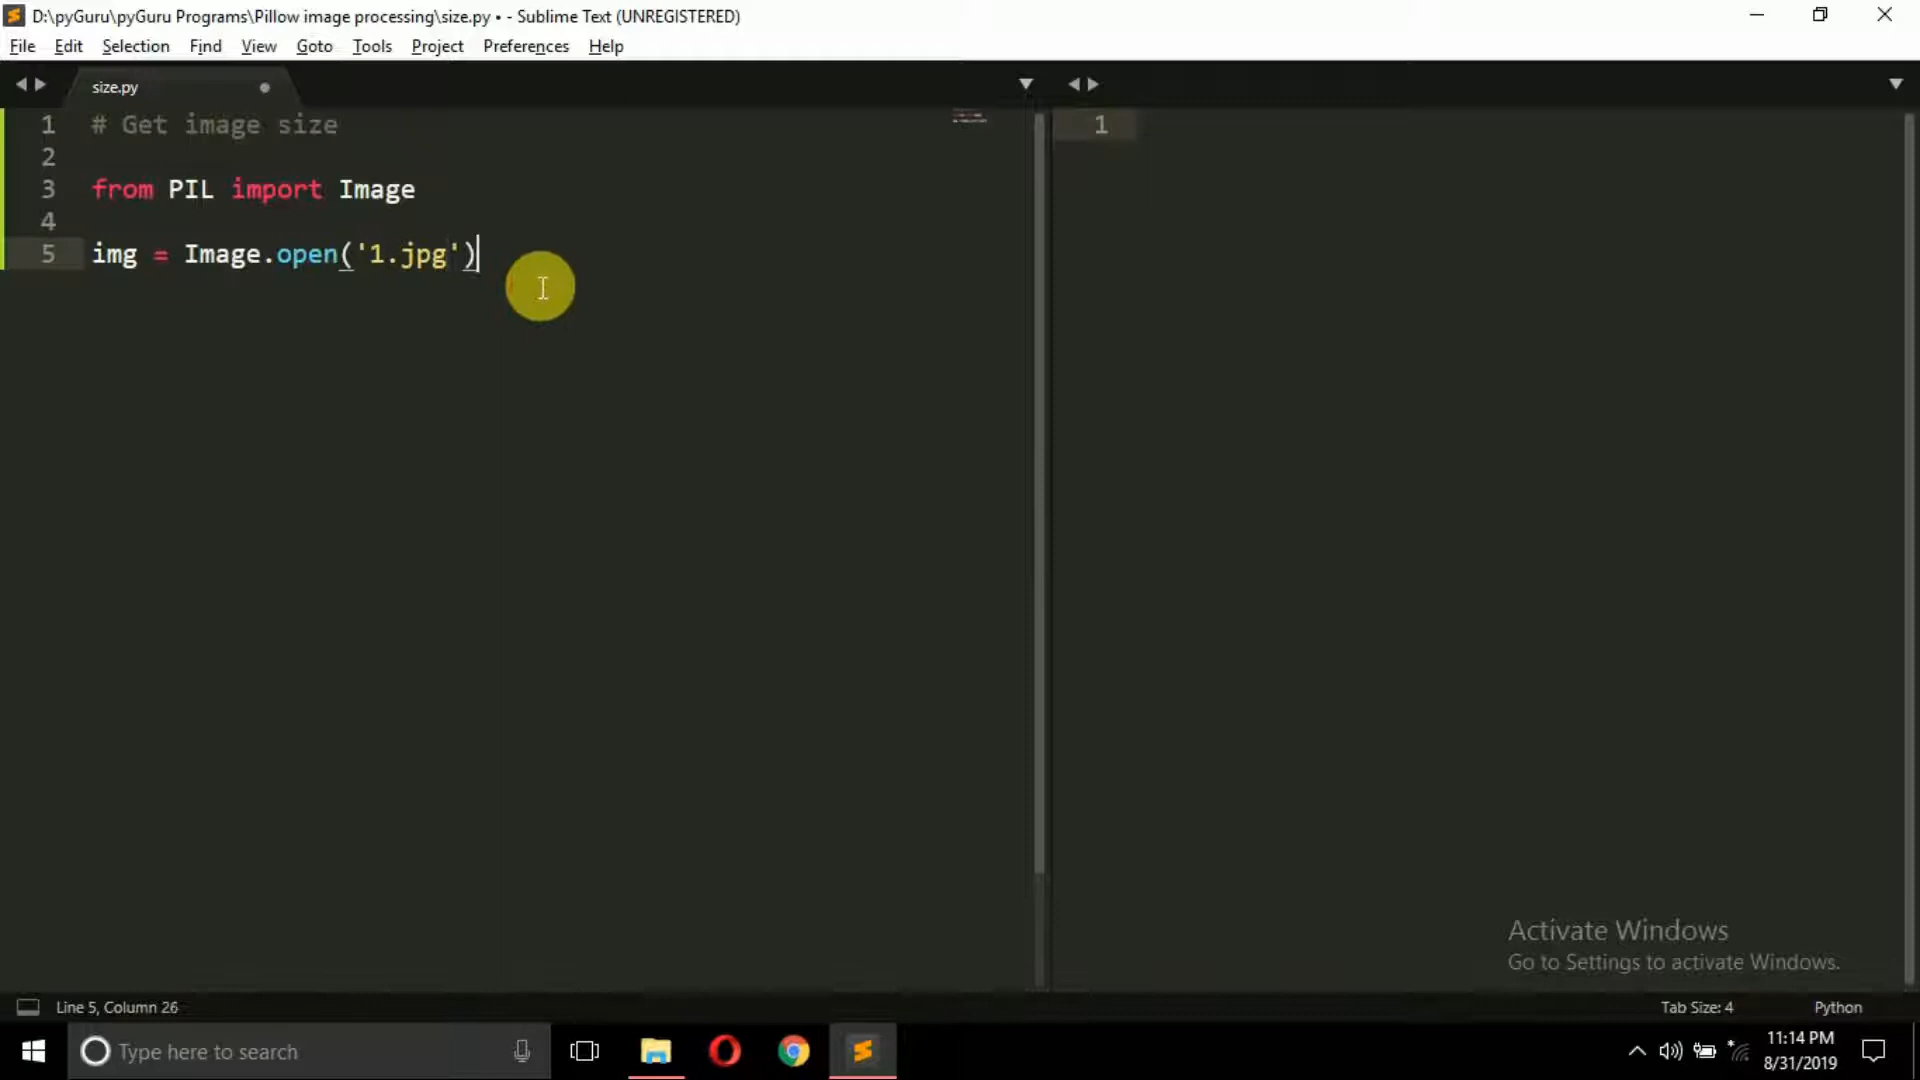 D:\pyGuru\pyGuru Programs\Pillow image processing\size.py • - Sublime Text (UNREGISTERED)
File Edit Selection Find View Goto Tools Project Preferences Help
size.py
1 # Get image size
2
3 from PIL import Image
4
5 img = Image.open('1.jpg')
1
Activate Windows
Go to Settings to activate Windows.
Line 5, Column 26
Tab Size: 4
Python
Type here to search
11:14 PM
8/31/2019